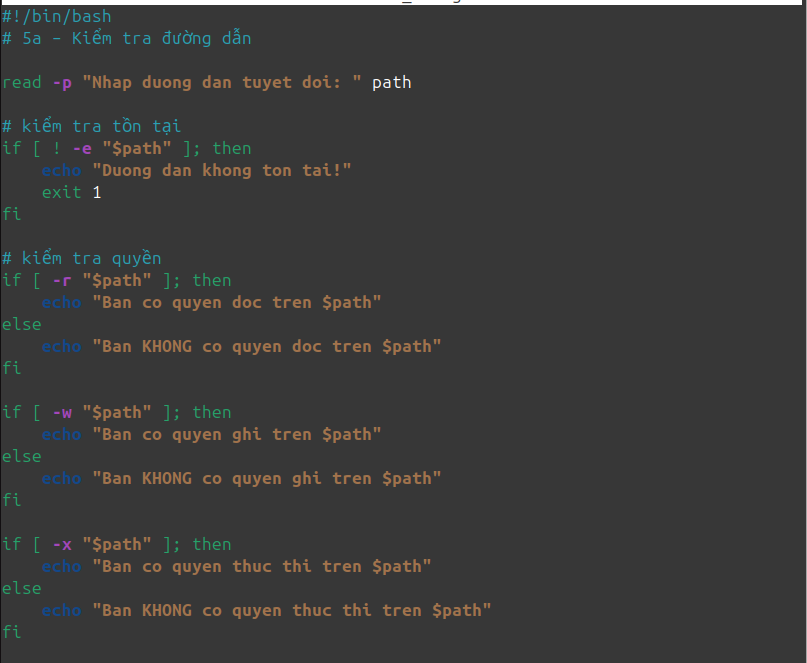 #!/bin/bash
# 5a – Kiểm tra đường dẫn
read -p "Nhap duong dan tuyet doi: " path
# kiểm tra tồn tại
if [ ! -e "$path" ]; then
    echo "Duong dan khong ton tai!"
    exit 1
fi
# kiểm tra quyền
if [ -r "$path" ]; then
    echo "Ban co quyen doc tren $path"
else
    echo "Ban KHONG co quyen doc tren $path"
fi
if [ -w "$path" ]; then
    echo "Ban co quyen ghi tren $path"
else
    echo "Ban KHONG co quyen ghi tren $path"
fi
if [ -x "$path" ]; then
    echo "Ban co quyen thuc thi tren $path"
else
    echo "Ban KHONG co quyen thuc thi tren $path"
fi